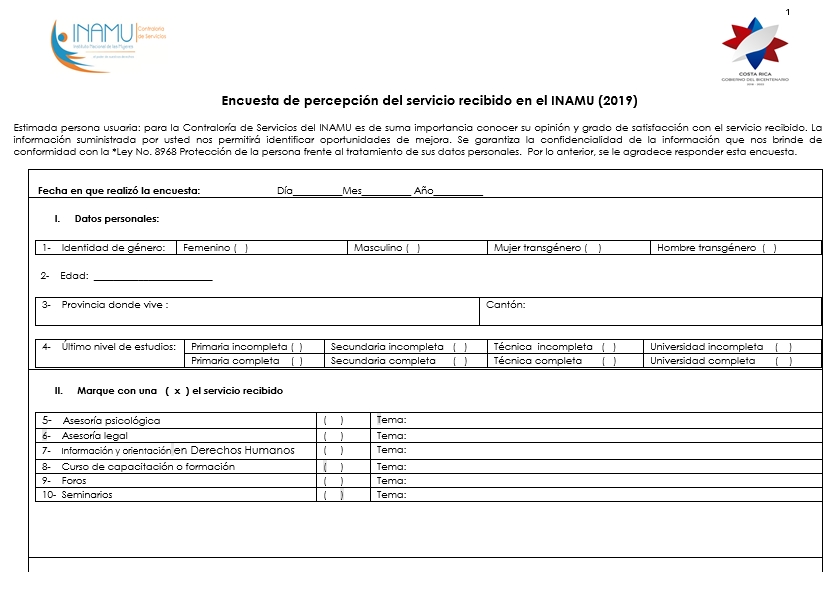 1
INAMU Contraloría
de Servicios
Instituto Nacional de las Mujeres
COSTA RICA
GOBIERNO DEL BICENTENARIO
Encuesta de percepción del servicio recibido en el INAMU (2019)
Estimada persona usuaria: para la Contraloría de Servicios del INAMU es de suma importancia conocer su opinión y grado de satisfacción con el servicio recibido. La
información suministrada por usted nos permitirá identificar oportunidades de mejora. Se garantiza la confidencialidad de la información que nos brinde de
conformidad con la *Ley No. 8968 Protección de la persona frente al tratamiento de sus datos personales. Por lo anterior, se le agradece responder esta encuesta.
Fecha en que realizó la encuesta: Día_________Mes_________ Año_________
I. Datos personales:
1- Identidad de género: Femenino ( ) Masculino ( ) Mujer transgénero ( ) Hombre transgénero ( )
2- Edad: ______________________
3- Provincia donde vive : Cantón:
4- Último nivel de estudios: Primaria incompleta ( ) Secundaria incompleta ( ) Técnica incompleta ( ) Universidad incompleta ( )
Primaria completa ( ) Secundaria completa ( ) Técnica completa ( ) Universidad completa ( )
II. Marque con una ( x ) el servicio recibido
5- Asesoría psicológica ( ) Tema:
6- Asesoría legal ( ) Tema:
7- Información y orientación en Derechos Humanos ( ) Tema:
8- Curso de capacitación o formación ( ) Tema:
9- Foros ( ) Tema:
10- Seminarios ( ) Tema: